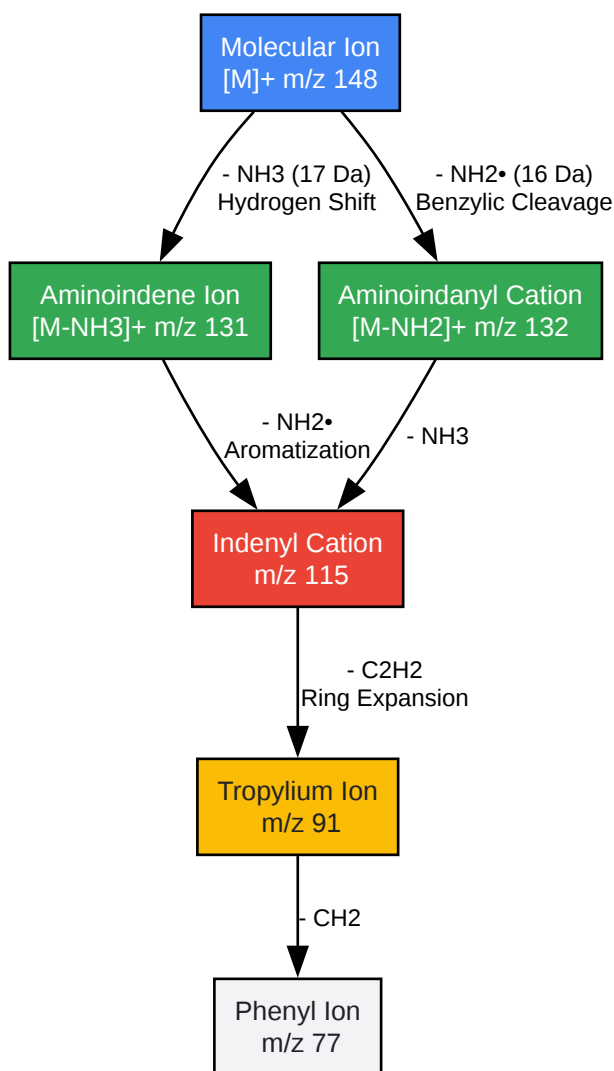 Molecular Ion
[M]+ m/z 148
- NH3 (17 Da)
Hydrogen Shift
- NH2• (16 Da)
Benzylic Cleavage
Aminoindene Ion
[M-NH3]+ m/z 131
Aminoindanyl Cation
[M-NH2]+ m/z 132
- NH2•
Aromatization
- NH3
Indenyl Cation
m/z 115
- C2H2
Ring Expansion
Tropylium Ion
m/z 91
- CH2
Phenyl Ion
m/z 77